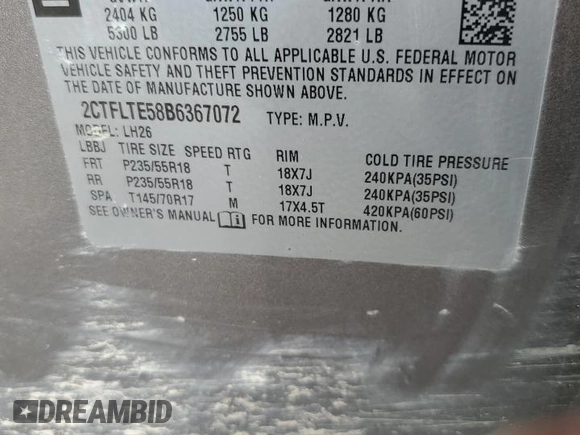 2404 KG 1250 KG 1280 KG
5300 LB 2755 LB 2821 LB
THIS VEHICLE CONFORMS TO ALL APPLICABLE U.S. FEDERAL MOTOR
VEHICLE SAFETY AND THEFT PREVENTION STANDARDS IN EFFECT ON
THE DATE OF MANUFACTURE SHOWN ABOVE.
2CTFLTE58B6367072 TYPE: M.P.V.
MODEL: LH26
LBBJ TIRE SIZE SPEED RTG RIM COLD TIRE PRESSURE
FRT P235/55R18 T 18X7J 240KPA(35PSI)
RR P235/55R18 T 18X7J 240KPA(35PSI)
SPA T145/70R17 M 17X4.5T 420KPA(60PSI)
SEE OWNER'S MANUAL FOR MORE INFORMATION.
DREAMBID